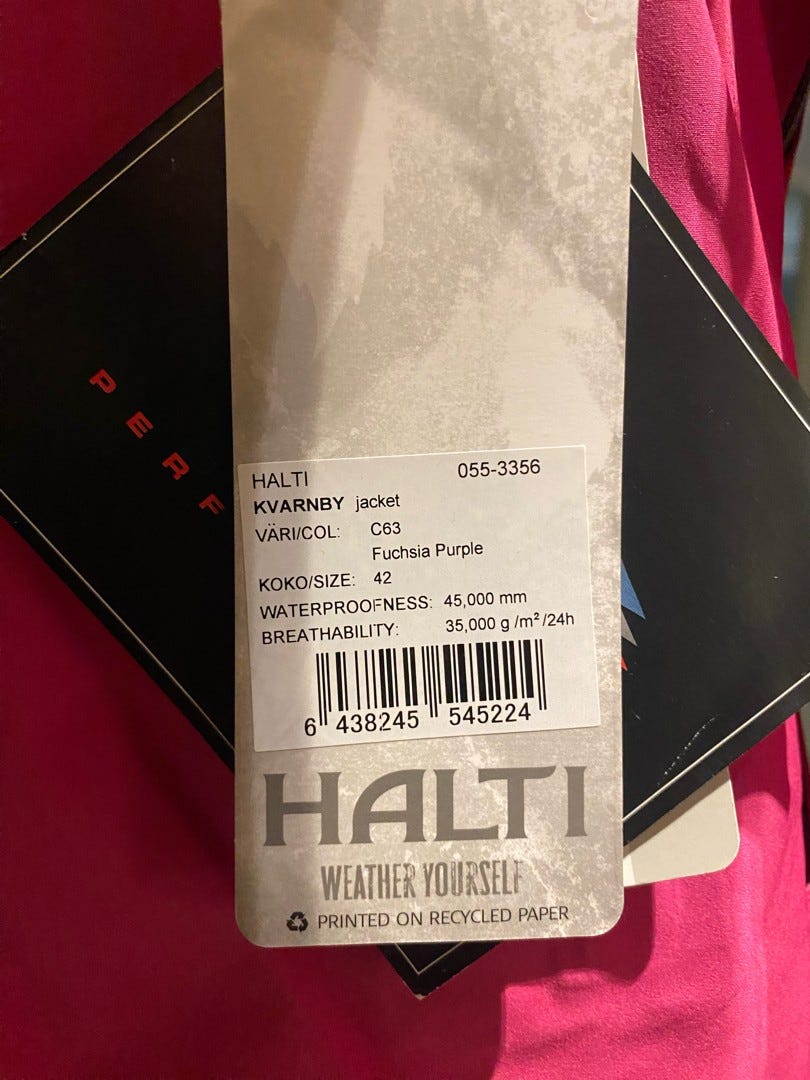 PERF
HALTI 055-3356
KVARNBY jacket
VÄRI/COL: C63
Fuchsia Purple
KOKO/SIZE: 42
WATERPROOFNESS: 45,000 mm
BREATHABILITY: 35,000 g /m²/24h
6 438245 545224
HALTI
WEATHER YOURSELF
PRINTED ON RECYCLED PAPER